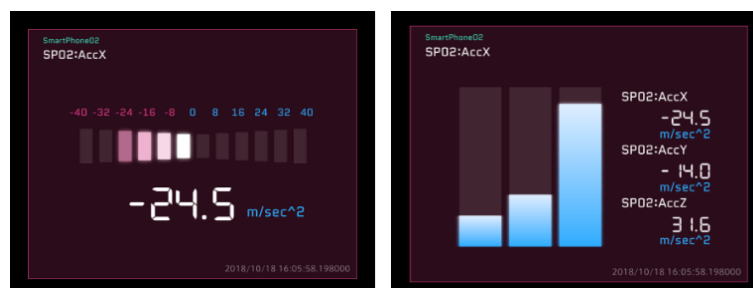 SmartPhone02
SP02:AccX
-40 -32 -24 -16 -8 0 8 16 24 32 40
-24.5 m/sec^2
2018/10/18 16:05:58.198000
SmartPhone02
SP02:AccX
SP02:AccX
-24.5
m/sec^2
SP02:AccY
- 14.0
m/sec^2
SP02:AccZ
31.6
m/sec^2
2018/10/18 16:05:58.198000